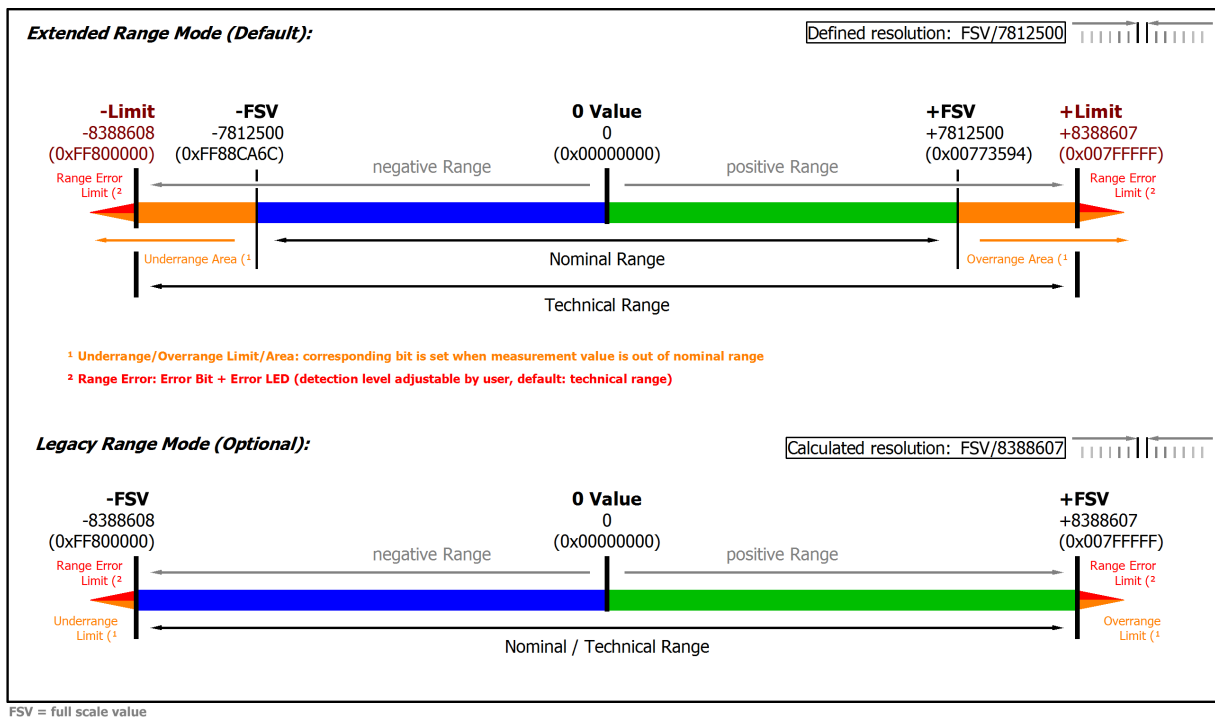 Extended Range Mode (Default):
Defined resolution: FSV/7812500
-Limit
-8388608
(0xFF800000)
-FSV
-7812500
(0xFF88CA6C)
0 Value
0
(0x00000000)
+FSV
+7812500
(0x00773594)
+Limit
+8388607
(0x007FFFFF)
negative Range
positive Range
Range Error
Limit (²
Range Error
Limit (²
Underrange Area (¹
Nominal Range
Overrange Area (¹
Technical Range
¹ Underrange/Overrange Limit/Area: corresponding bit is set when measurement value is out of nominal range
² Range Error: Error Bit + Error LED (detection level adjustable by user, default: technical range)
Legacy Range Mode (Optional):
Calculated resolution: FSV/8388607
-FSV
-8388608
(0xFF800000)
0 Value
0
(0x00000000)
+FSV
+8388607
(0x007FFFFF)
negative Range
positive Range
Range Error
Limit (²
Range Error
Limit (²
Underrange
Limit (¹
Overrange
Limit (¹
Nominal / Technical Range
FSV = full scale value